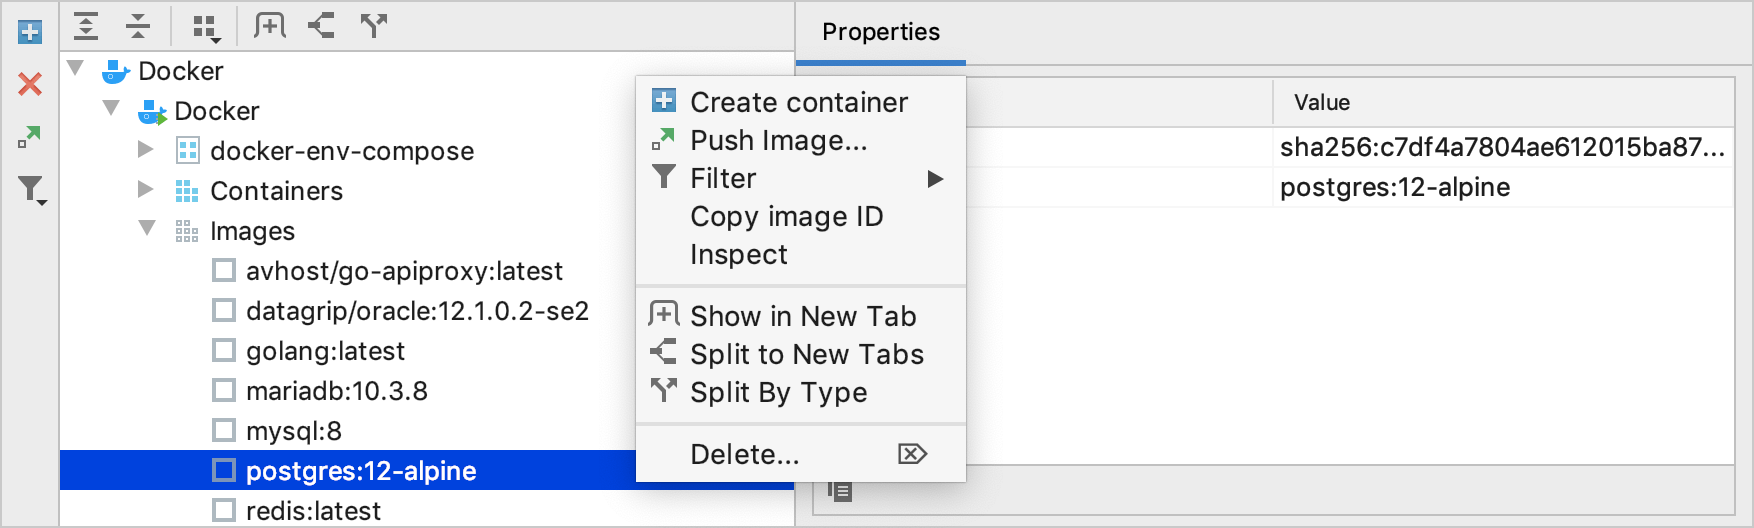 Docker
Docker
docker-env-compose
Containers
Images
avhost/go-apiproxy:latest
datagrip/oracle:12.1.0.2-se2
golang:latest
mariadb:10.3.8
mysql:8
postgres:12-alpine
redis:latest
Create container
Push Image...
Filter
Copy image ID
Inspect
Show in New Tab
Split to New Tabs
Split By Type
Delete...
Properties
Value
sha256:c7df4a7804ae612015ba87...
postgres:12-alpine